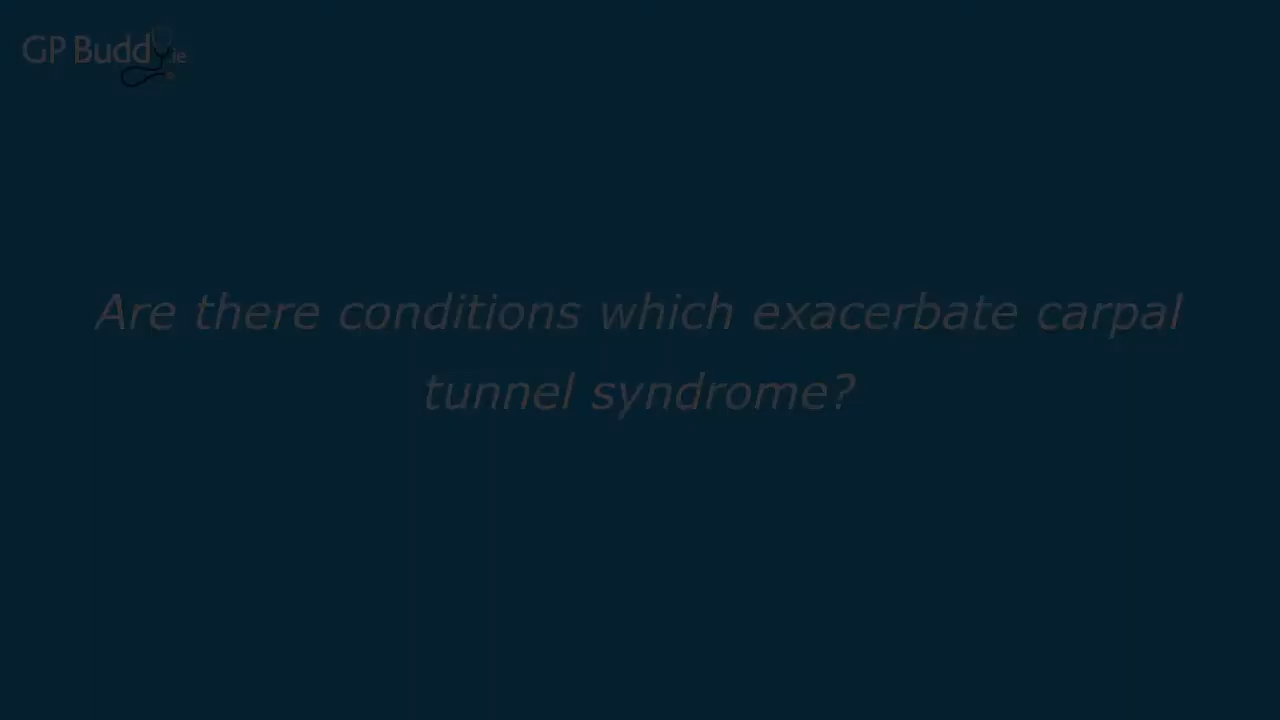 GP Buddy.ie
Are there conditions which exacerbate carpal
tunnel syndrome?